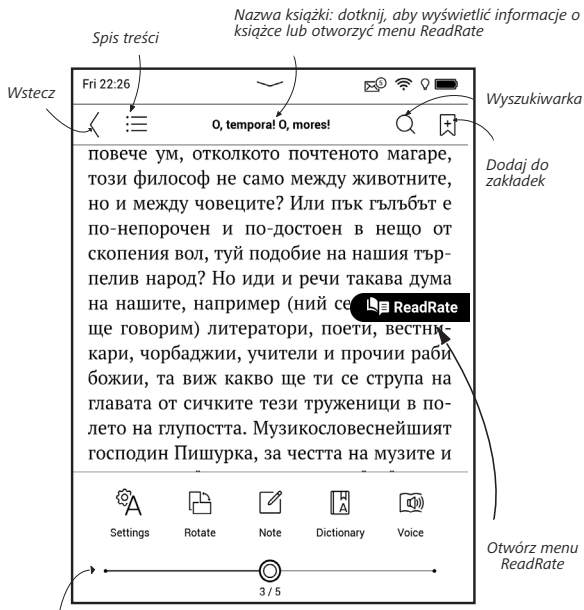 Nazwa książki: dotknij, aby wyświetlić informacje o
książce lub otworzyć menu ReadRate
Spis treści
Wstecz
Wyszukiwarka
Dodaj do
zakładek
Fri 22:26
5
O, tempora! O, mores!
повече ум, отколкото почтеното магаре,
този философ не само между животните,
но и между човеците? Или пък гълъбът е
по-непорочен и по-достоен в нещо от
скопения вол, туй подобие на нашия тър-
пелив народ? Но иди и речи такава дума
на нашите, например (ний се
ReadRate
ще говорим) литератори, поети, вестни-
кари, чорбаджии, учители и прочии раби
божии, та виж какво ще ти се струпа на
главата от сичките тези труженици в по-
лето на глупостта. Музикословеснейшият
господин Пишурка, за честта на музите и
Settings Rotate Note Dictionary Voice
3 / 5
Otwórz menu
ReadRate